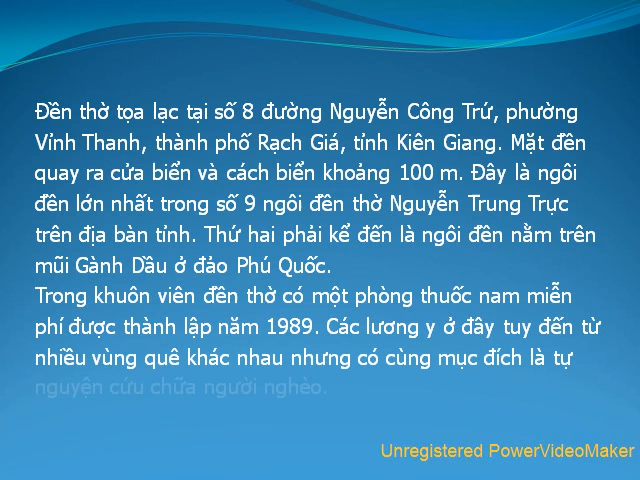 Đền thờ tọa lạc tại số 8 đường Nguyễn Công Trứ, phường
Vỉnh Thanh, thành phố Rạch Giá, tỉnh Kiên Giang. Mặt đền
quay ra cửa biển và cách biển khoảng 100 m. Đây là ngôi
đền lớn nhất trong số 9 ngôi đền thờ Nguyễn Trung Trực
trên địa bàn tỉnh. Thứ hai phải kể đến là ngôi đền nằm trên
mũi Gành Dầu ở đảo Phú Quốc.
Trong khuôn viên đền thờ có một phòng thuốc nam miễn
phí được thành lập năm 1989. Các lương y ở đây tuy đến từ
nhiều vùng quê khác nhau nhưng có cùng mục đích là tự
nguyện cứu chữa người nghèo.
Unregistered PowerVideoMaker